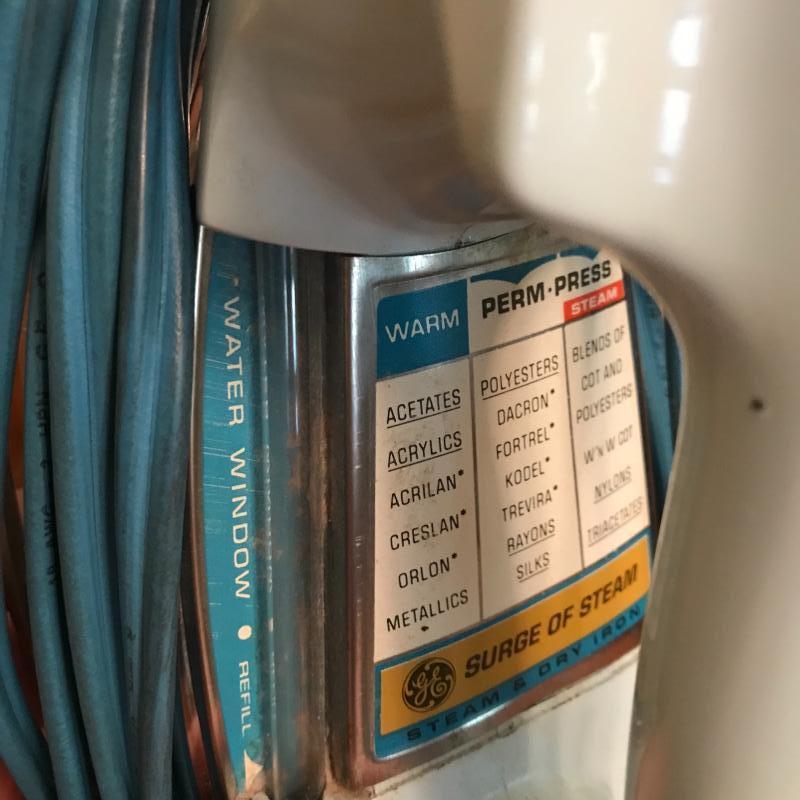 WATER WINDOW • REFILL
WARM
ACETATES
ACRYLICS
ACRILAN*
CRESLAN*
ORLON*
METALLICS
PERM•PRESS
STEAM
POLYESTERS
DACRON*
FORTREL*
KODEL*
TREVIRA*
RAYONS
SILKS
BLENDS OF
COT AND
POLYESTERS
W'N W COT
NYLONS
TRIACETATES
GE
SURGE OF STEAM
STEAM & DRY IRON